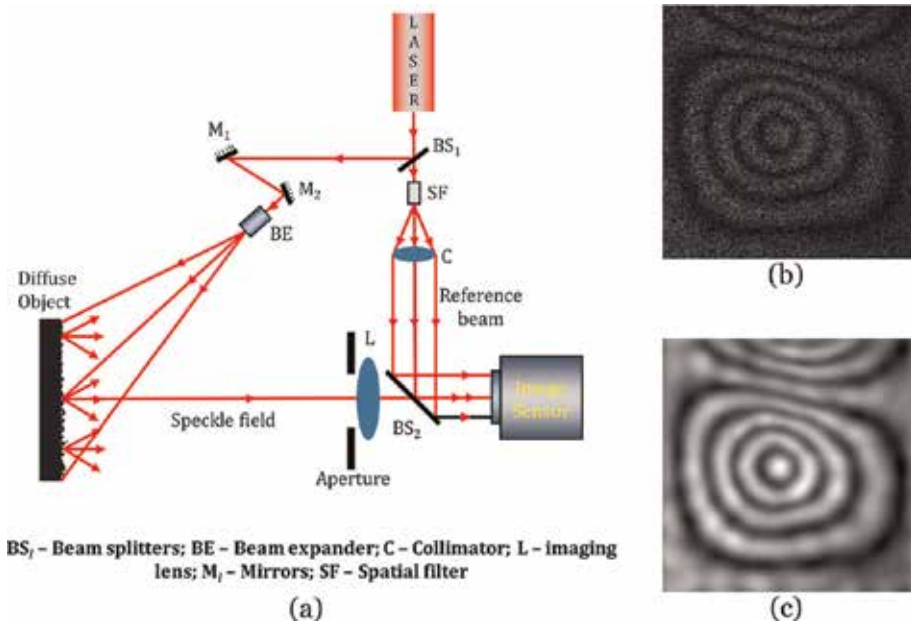 LASER
M₁
BS₁
M₂
SF
BE
C
Diffuse
Object
Reference
beam
L
Image
Sensor
Speckle field
BS₂
Aperture
BSᵢ – Beam splitters; BE – Beam expander; C – Collimator; L – imaging
lens; Mᵢ – Mirrors; SF – Spatial filter
(a)
(b)
(c)